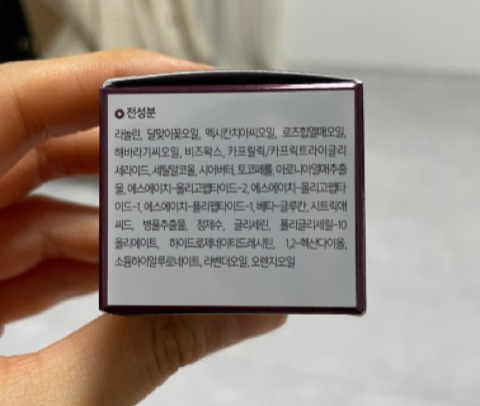 전성분
라놀린, 달맞이꽃오일, 멕시칸치아씨오일, 로즈힙열매오일,
해바라기씨오일, 비즈왁스, 카프릴릭/카프릭트라이글리
세라이드, 세틸알코올, 시어버터, 토코페롤, 아로니아열매추출
물, 에스에이치-올리고펩타이드-2, 에스에이치-올리고펩타
이드-1, 에스에이치-폴리펩타이드-1, 베타-글루칸, 시트릭애
씨드, 병풀추출물, 정제수, 글리세린, 폴리글리세릴-10
올리에이트, 하이드로제네이티드레시틴, 1,2-헥산다이올,
소듐하이알루로네이트, 라벤더오일, 오렌지오일